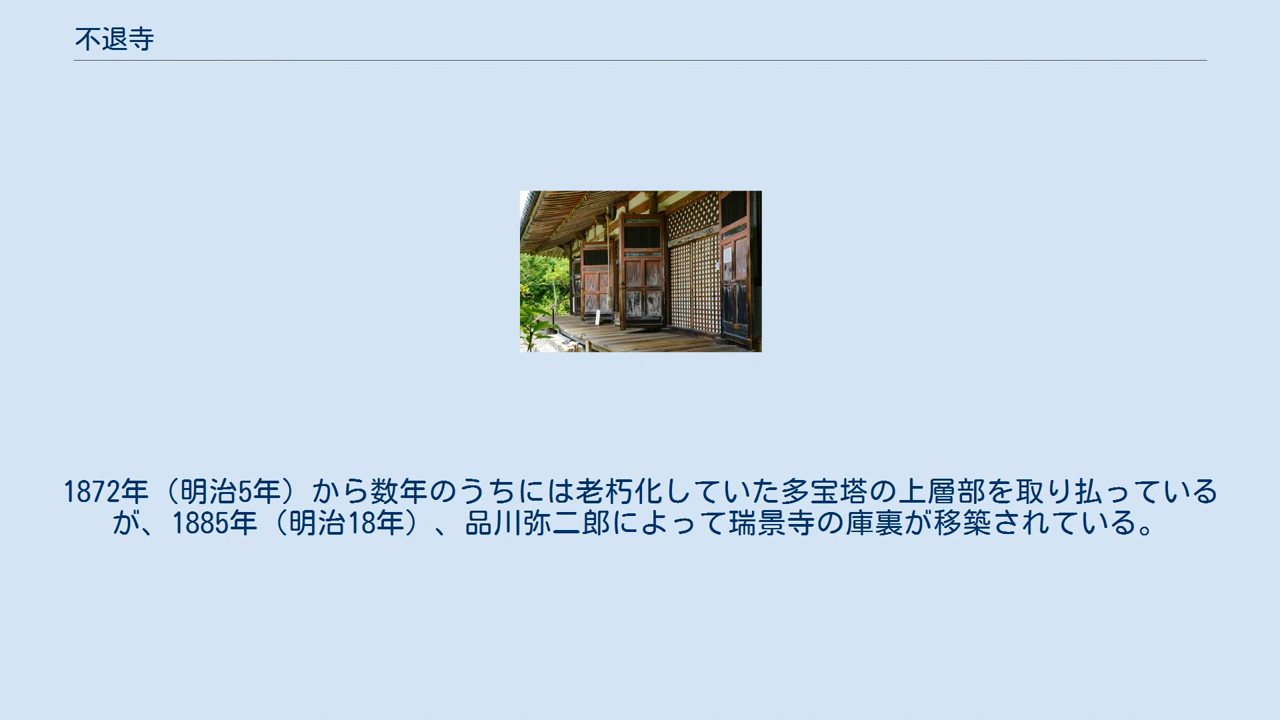 不退寺
1872年（明治5年）から数年のうちには老朽化していた多宝塔の上層部を取り払っている
が、1885年（明治18年）、品川弥二郎によって瑞景寺の庫裏が移築されている。